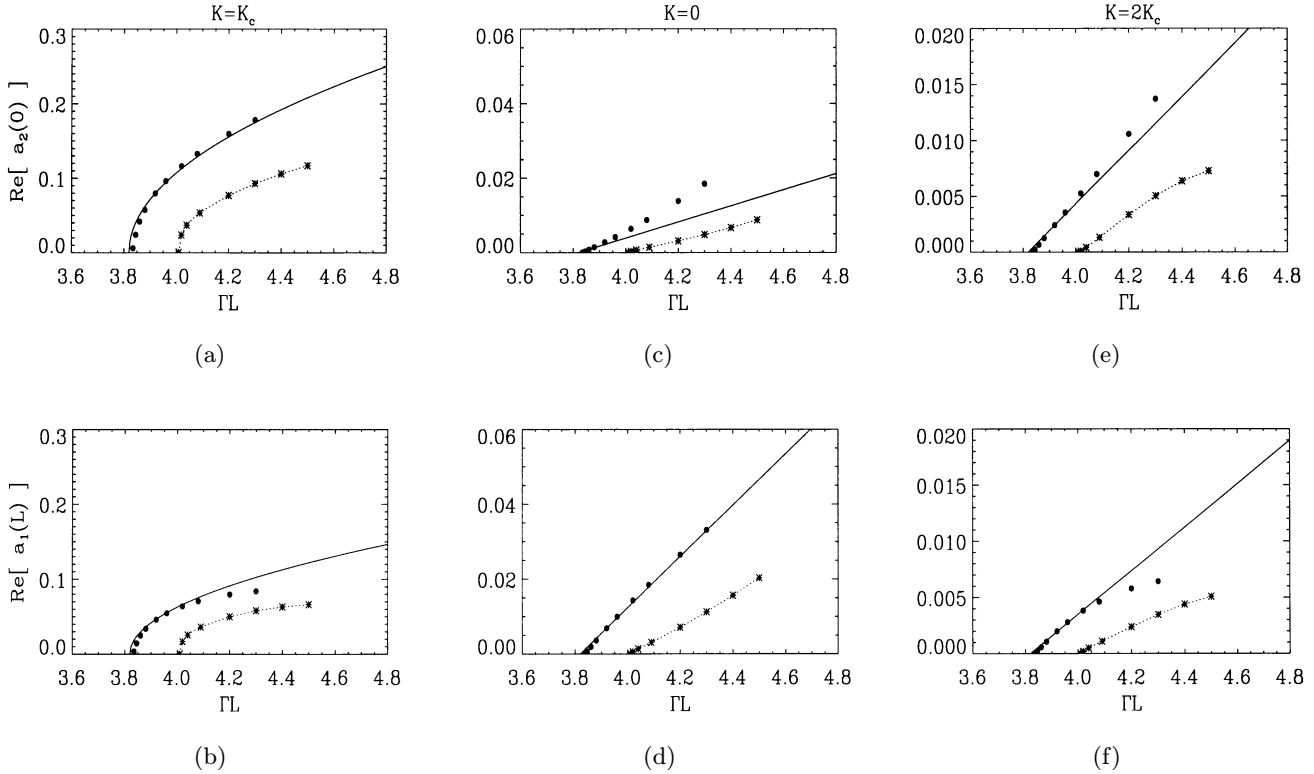 K=K_c
Re[ a_2(0) ]
0.3
0.2
0.1
0.0
3.6 3.8 4.0 4.2 4.4 4.6 4.8
ΓL
(a)
K=0
0.06
0.04
0.02
0.00
3.6 3.8 4.0 4.2 4.4 4.6 4.8
ΓL
(c)
K=2K_c
0.020
0.015
0.010
0.005
0.000
3.6 3.8 4.0 4.2 4.4 4.6 4.8
ΓL
(e)
Re[ a_1(L) ]
0.3
0.2
0.1
0.0
3.6 3.8 4.0 4.2 4.4 4.6 4.8
ΓL
(b)
0.06
0.04
0.02
0.00
3.6 3.8 4.0 4.2 4.4 4.6 4.8
ΓL
(d)
0.020
0.015
0.010
0.005
0.000
3.6 3.8 4.0 4.2 4.4 4.6 4.8
ΓL
(f)